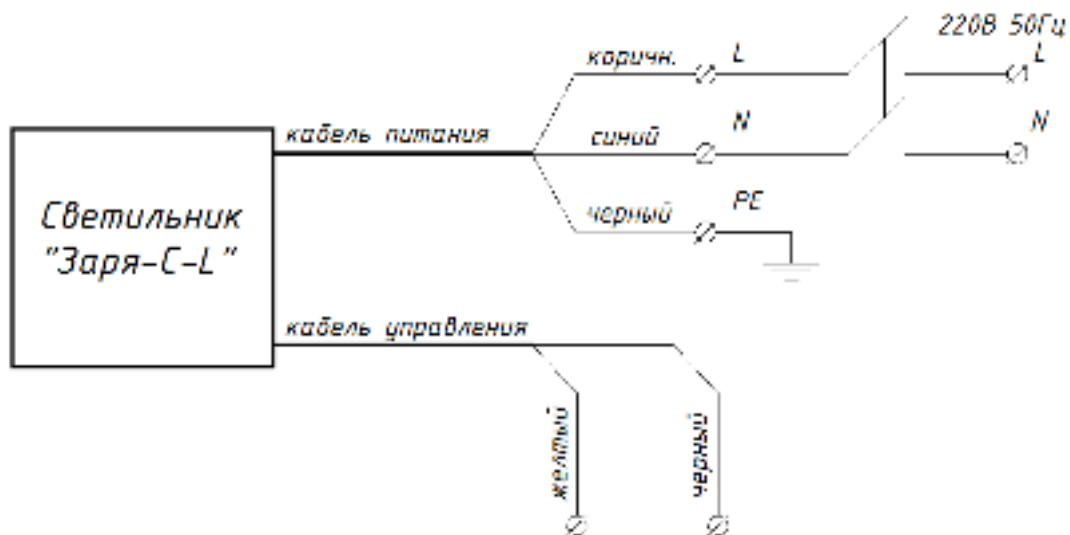 220В 50Гц
коричн. L L
кабель питания синий N N
Светильник
"Заря-С-L"
черный PE
кабель управления
желтый черный